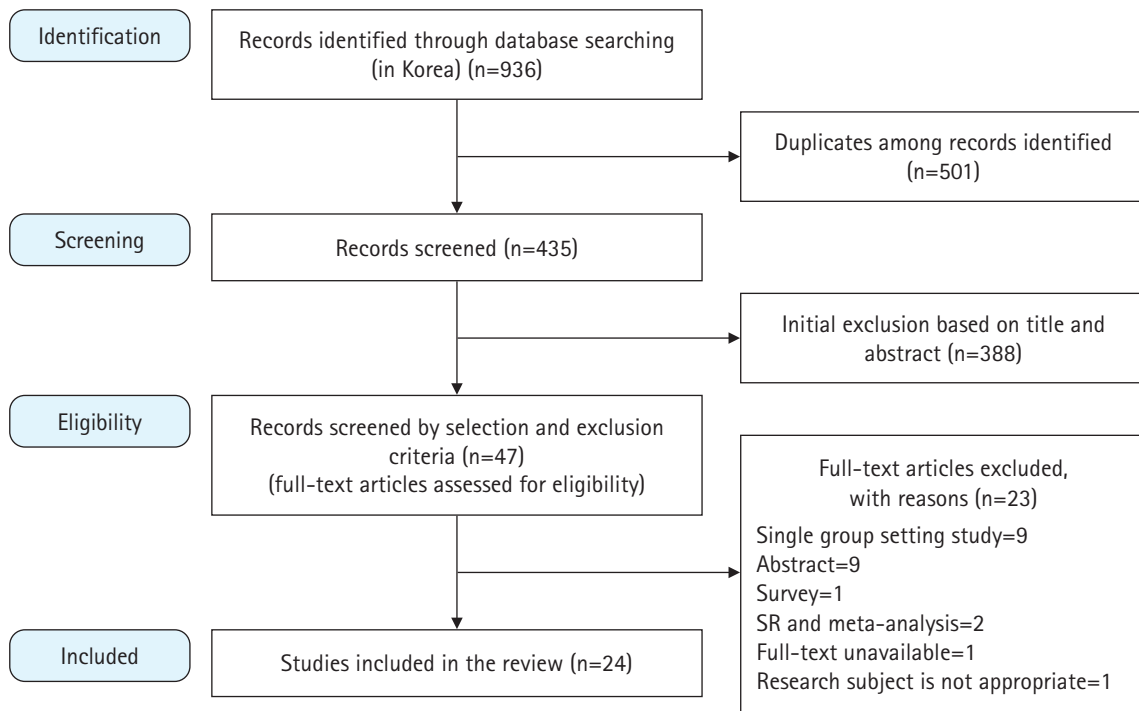 Identification
Records identified through database searching
(in Korea) (n=936)
Duplicates among records identified
(n=501)
Screening
Records screened (n=435)
Initial exclusion based on title and
abstract (n=388)
Eligibility
Records screened by selection and exclusion
criteria (n=47)
(full-text articles assessed for eligibility)
Full-text articles excluded,
with reasons (n=23)
Single group setting study=9
Abstract=9
Survey=1
SR and meta-analysis=2
Full-text unavailable=1
Research subject is not appropriate=1
Included
Studies included in the review (n=24)